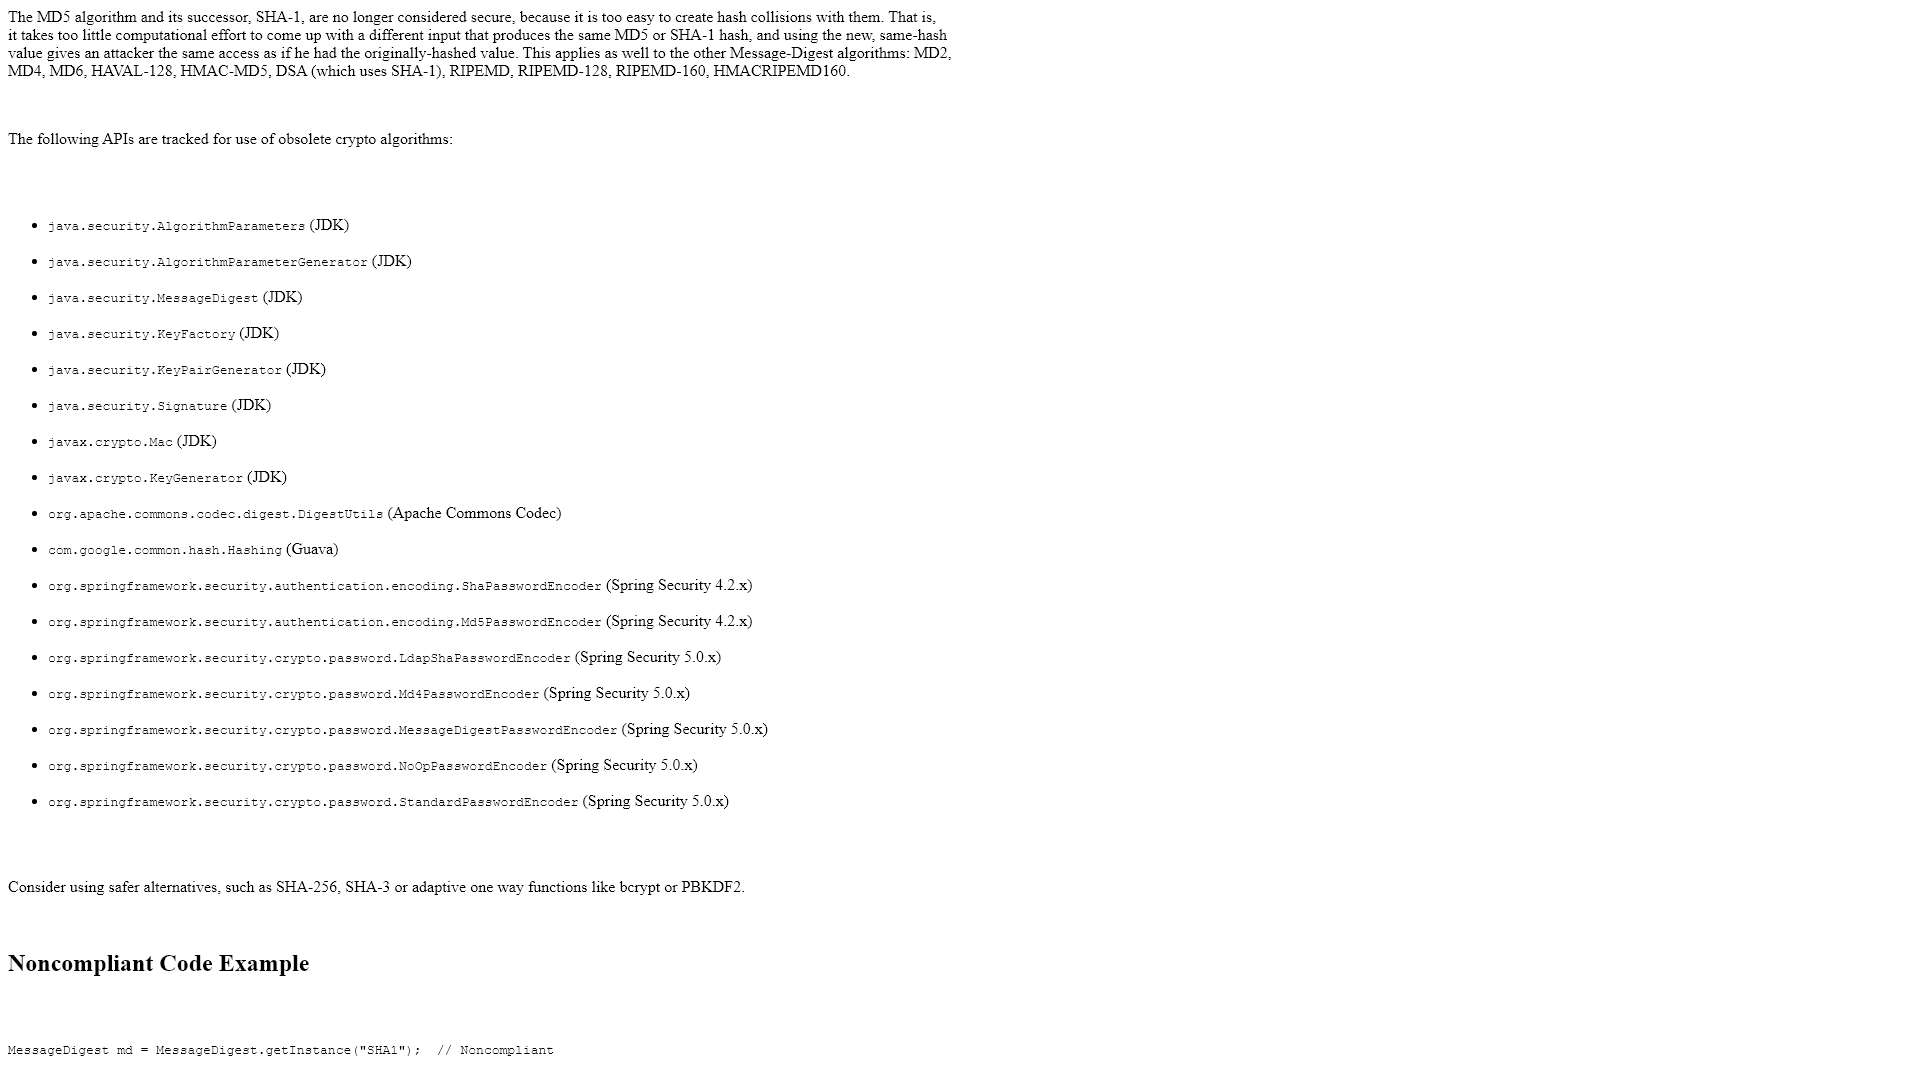 The MD5 algorithm and its successor, SHA-1, are no longer considered secure, because it is too easy to create hash collisions with them. That is,
it takes too little computational effort to come up with a different input that produces the same MD5 or SHA-1 hash, and using the new, same-hash
value gives an attacker the same access as if he had the originally-hashed value. This applies as well to the other Message-Digest algorithms: MD2,
MD4, MD6, HAVAL-128, HMAC-MD5, DSA (which uses SHA-1), RIPEMD, RIPEMD-128, RIPEMD-160, HMACRIPEMD160.
The following APIs are tracked for use of obsolete crypto algorithms:
• java.security.AlgorithmParameters (JDK)
• java.security.AlgorithmParameterGenerator (JDK)
• java.security.MessageDigest (JDK)
• java.security.KeyFactory (JDK)
• java.security.KeyPairGenerator (JDK)
• java.security.Signature (JDK)
• javax.crypto.Mac (JDK)
• javax.crypto.KeyGenerator (JDK)
• org.apache.commons.codec.digest.DigestUtils (Apache Commons Codec)
• com.google.common.hash.Hashing (Guava)
• org.springframework.security.authentication.encoding.ShaPasswordEncoder (Spring Security 4.2.x)
• org.springframework.security.authentication.encoding.Md5PasswordEncoder (Spring Security 4.2.x)
• org.springframework.security.crypto.password.LdapShaPasswordEncoder (Spring Security 5.0.x)
• org.springframework.security.crypto.password.Md4PasswordEncoder (Spring Security 5.0.x)
• org.springframework.security.crypto.password.MessageDigestPasswordEncoder (Spring Security 5.0.x)
• org.springframework.security.crypto.password.NoOpPasswordEncoder (Spring Security 5.0.x)
• org.springframework.security.crypto.password.StandardPasswordEncoder (Spring Security 5.0.x)
Consider using safer alternatives, such as SHA-256, SHA-3 or adaptive one way functions like bcrypt or PBKDF2.
Noncompliant Code Example
MessageDigest md = MessageDigest.getInstance("SHA1");  // Noncompliant